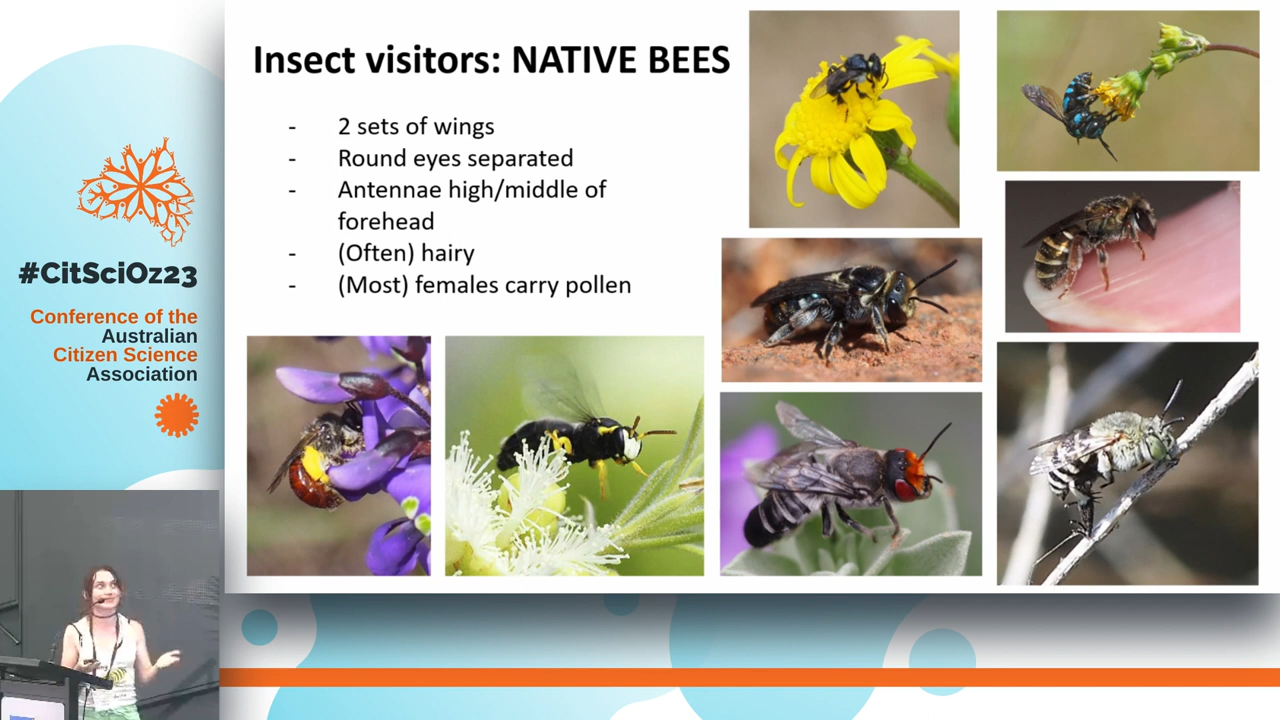 Insect visitors: NATIVE BEES
- 2 sets of wings
- Round eyes separated
- Antennae high/middle of
forehead
- (Often) hairy
- (Most) females carry pollen
#CitSciOz23
Conference of the
Australian
Citizen Science
Association